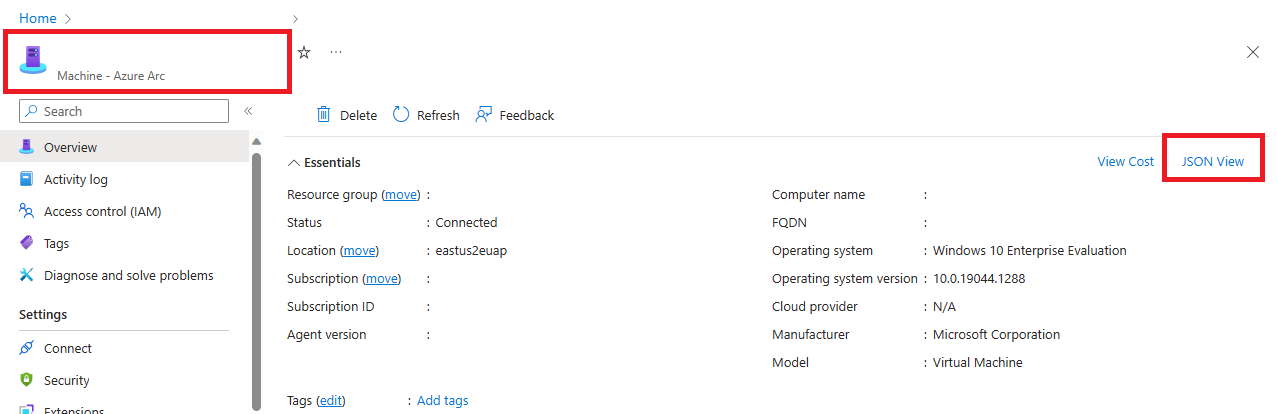 Home
Machine - Azure Arc
Search
Delete Refresh Feedback
Overview
Activity log
Access control (IAM)
Tags
Diagnose and solve problems
Settings
Connect
Security
Extensions
Essentials
View Cost JSON View
Resource group (move) :
Status : Connected
Location (move) : eastus2euap
Subscription (move) :
Subscription ID :
Agent version :
Computer name :
FQDN :
Operating system : Windows 10 Enterprise Evaluation
Operating system version : 10.0.19044.1288
Cloud provider : N/A
Manufacturer : Microsoft Corporation
Model : Virtual Machine
Tags (edit) : Add tags